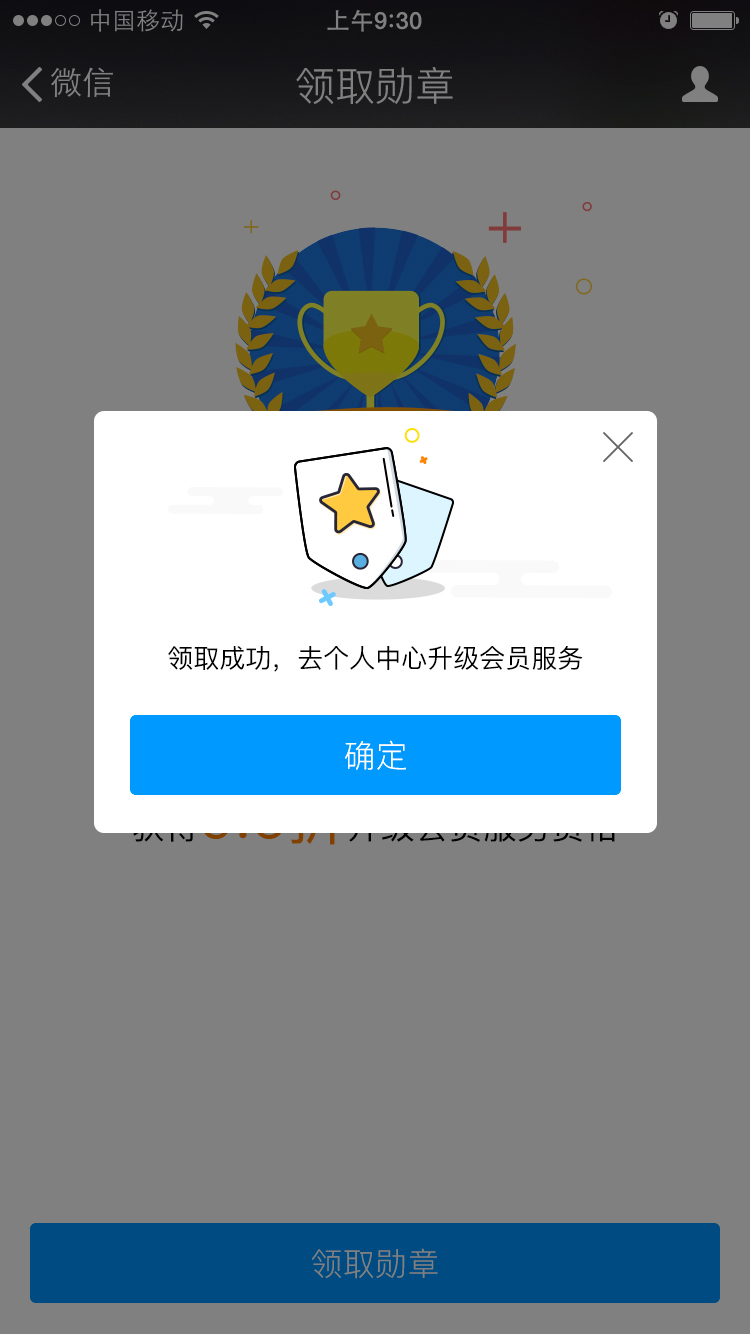 中国移动
上午9:30
微信
领取勋章
领取成功，去个人中心升级会员服务
确定
获得 折 升级会员服务资格
领取勋章